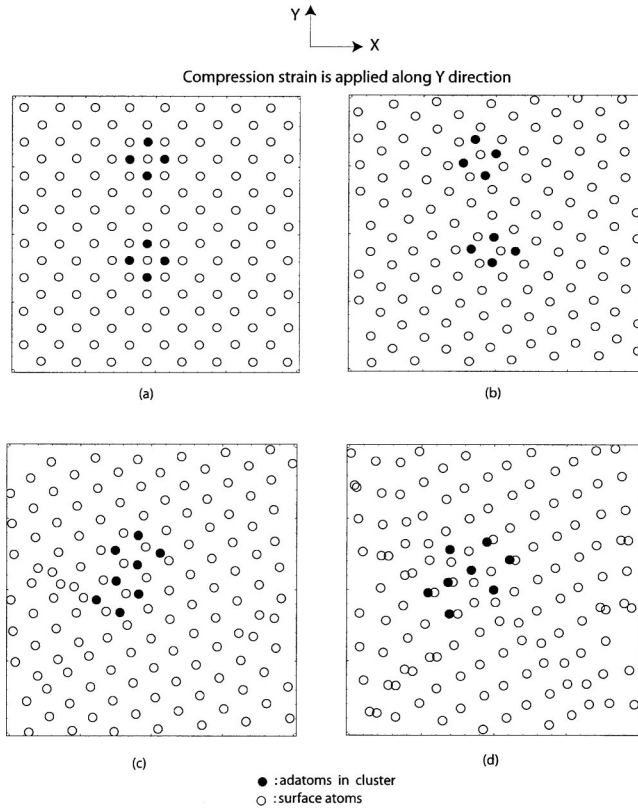 Y
X
Compression strain is applied along Y direction
(a)
(b)
(c)
(d)
: adatoms in cluster
: surface atoms